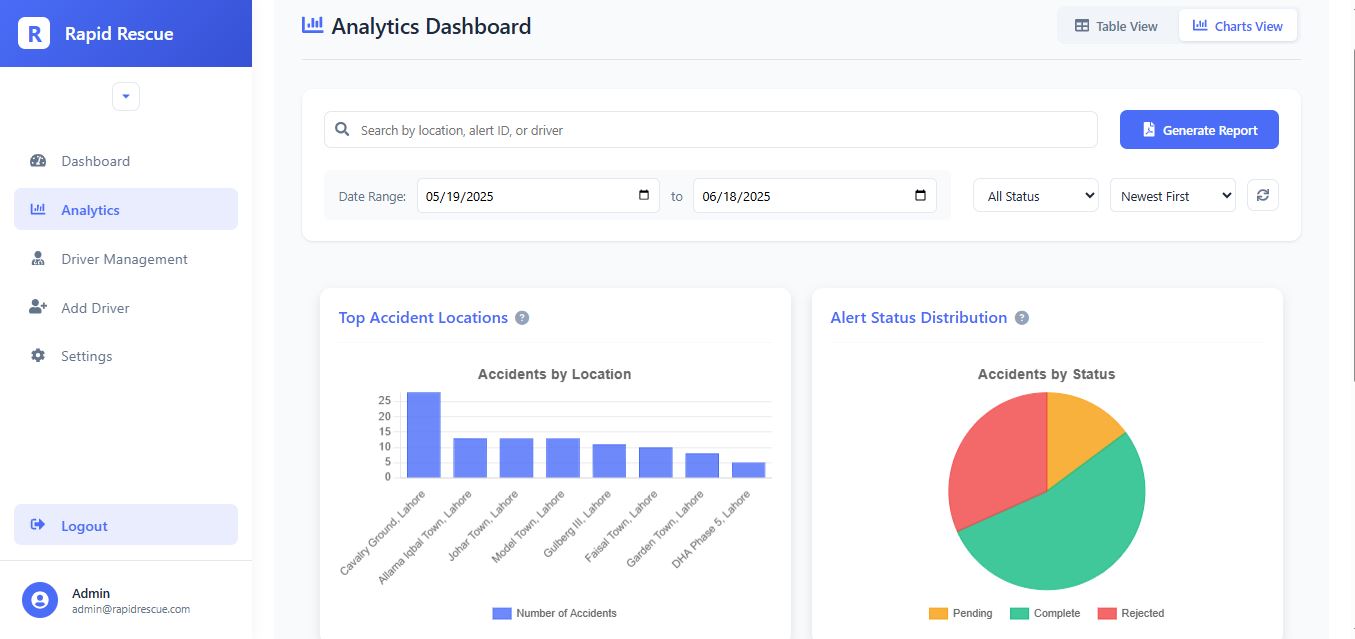 R Rapid Rescue
Dashboard
Analytics
Driver Management
Add Driver
Settings
Logout
Admin
admin@rapidrescue.com
Analytics Dashboard
Table View
Charts View
Search by location, alert ID, or driver
Generate Report
Date Range: 05/19/2025 to 06/18/2025
All Status
Newest First
Top Accident Locations ?
Accidents by Location
25
20
15
10
5
0
Cavalry Ground, Lahore
Allama Iqbal Town, Lahore
Johar Town, Lahore
Model Town, Lahore
Gulberg III, Lahore
Faisal Town, Lahore
Garden Town, Lahore
DHA Phase 5, Lahore
Number of Accidents
Alert Status Distribution ?
Accidents by Status
Pending
Complete
Rejected